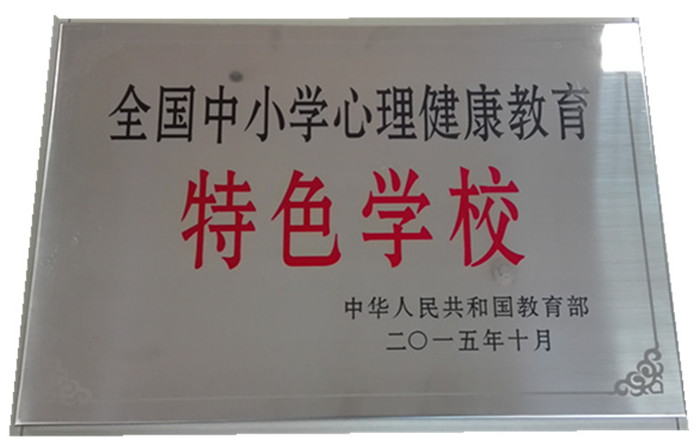 全国中小学心理健康教育
特色学校
中华人民共和国教育部
二〇一五年十月